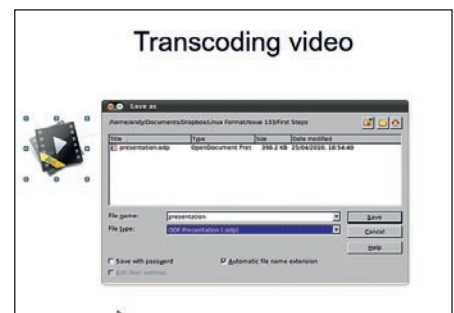 Transcoding video
Save as
/home/andy/Documents/Dropbox/Linux Format/Issue 133/First Steps
Title Type Size Date modified
presentation.odp OpenDocument Pres 398.2 KB 25/04/2010, 18:54:40
File name: presentation Save
File type: ODF Presentation (.odp) Cancel
Help
Save with password Automatic file name extension
Edit filter settings